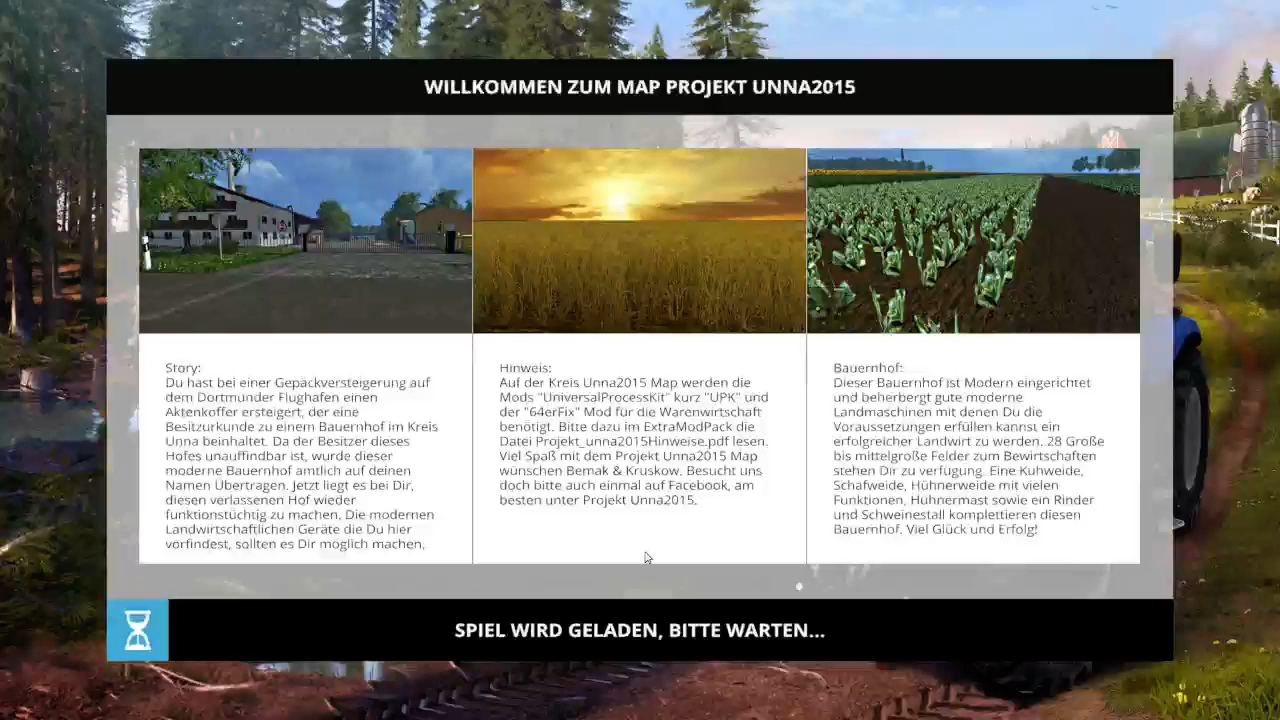 WILLKOMMEN ZUM MAP PROJEKT UNNA2015
Story:
Du hast bei einer Gepäckversteigerung auf
dem Dortmunder Flughafen einen
Aktenkoffer ersteigert, der eine
Besitzurkunde zu einem Bauernhof im Kreis
Unna beinhaltet. Da der Besitzer dieses
Hofes unauffindbar ist, wurde dieser
moderne Bauernhof amtlich auf deinen
Namen Übertragen. Jetzt liegt es bei Dir,
diesen verlassenen Hof wieder
funktionstüchtig zu machen. Die modernen
Landwirtschaftlichen Geräte die Du hier
vorfindest, sollten es Dir möglich machen.
Hinweis:
Auf der Kreis Unna2015 Map werden die
Mods "UniversalProcessKit" kurz "UPK" und
der "64erFix" Mod für die Warenwirtschaft
benötigt. Bitte dazu im ExtraModPack die
Datei Projekt_unna2015Hinweise.pdf lesen.
Viel Spaß mit dem Projekt Unna2015 Map
wünschen Bemak & Kruskow. Besucht uns
doch bitte auch einmal auf Facebook, am
besten unter Projekt Unna2015.
Bauernhof:
Dieser Bauernhof ist Modern eingerichtet
und beherbergt gute moderne
Landmaschinen mit denen Du die
Voraussetzungen erfüllen kannst ein
erfolgreicher Landwirt zu werden. 28 Große
bis mittelgroße Felder zum Bewirtschaften
stehen Dir zu verfügung. Eine Kuhweide,
Schafweide, Hühnerweide mit vielen
Funktionen, Hühnermast sowie ein Rinder
und Schweinestall komplettieren diesen
Bauernhof. Viel Glück und Erfolg!
SPIEL WIRD GELADEN, BITTE WARTEN...